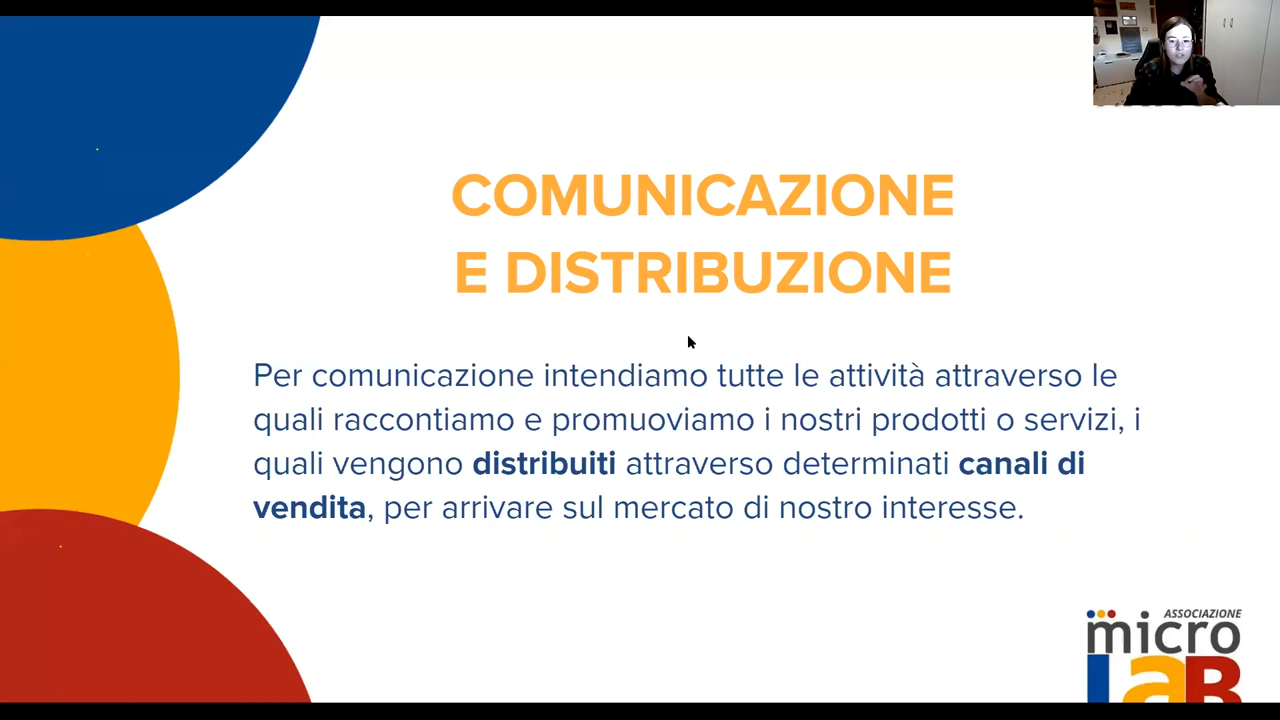 COMUNICAZIONE
E DISTRIBUZIONE
Per comunicazione intendiamo tutte le attività attraverso le
quali raccontiamo e promuoviamo i nostri prodotti o servizi, i
quali vengono distribuiti attraverso determinati canali di
vendita, per arrivare sul mercato di nostro interesse.
ASSOCIAZIONE
micro
LaB